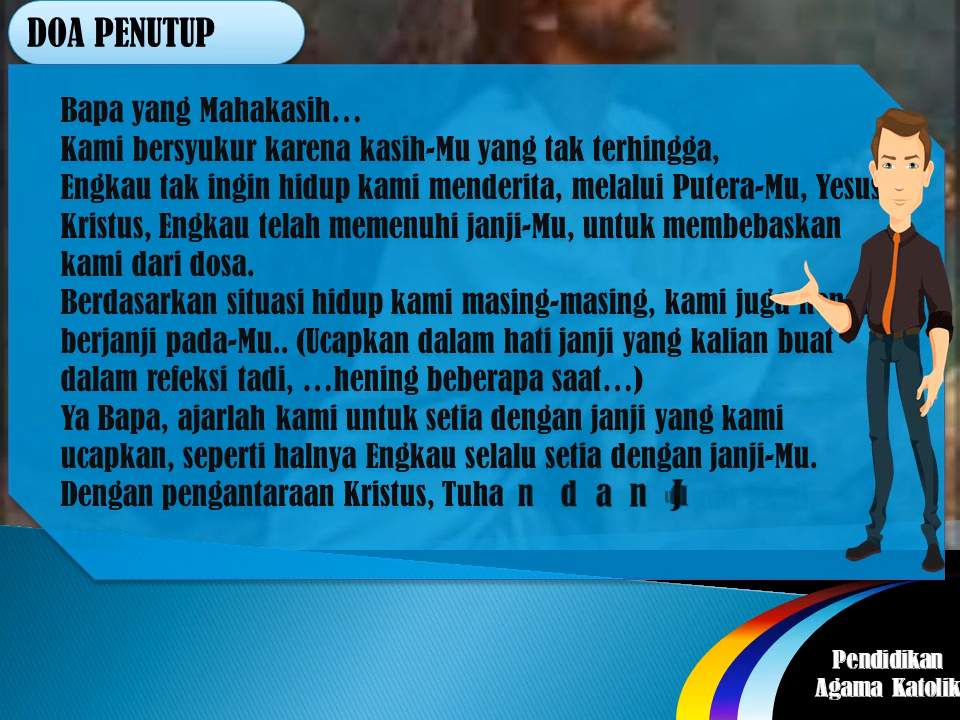 DOA PENUTUP
Bapa yang Mahakasih…
Kami bersyukur karena kasih-Mu yang tak terhingga,
Engkau tak ingin hidup kami menderita, melalui Putera-Mu, Yesus
Kristus, Engkau telah memenuhi janji-Mu, untuk membebaskan
kami dari dosa.
Berdasarkan situasi hidup kami masing-masing, kami juga
berjanji pada-Mu.. (Ucapkan dalam hati janji yang kalian buat
dalam refeksi tadi, …hening beberapa saat…)
Ya Bapa, ajarlah kami untuk setia dengan janji yang kami
ucapkan, seperti halnya Engkau selalu setia dengan janji-Mu.
Dengan pengantaraan Kristus, Tuha n d a n
Pendidikan
Agama Katolik